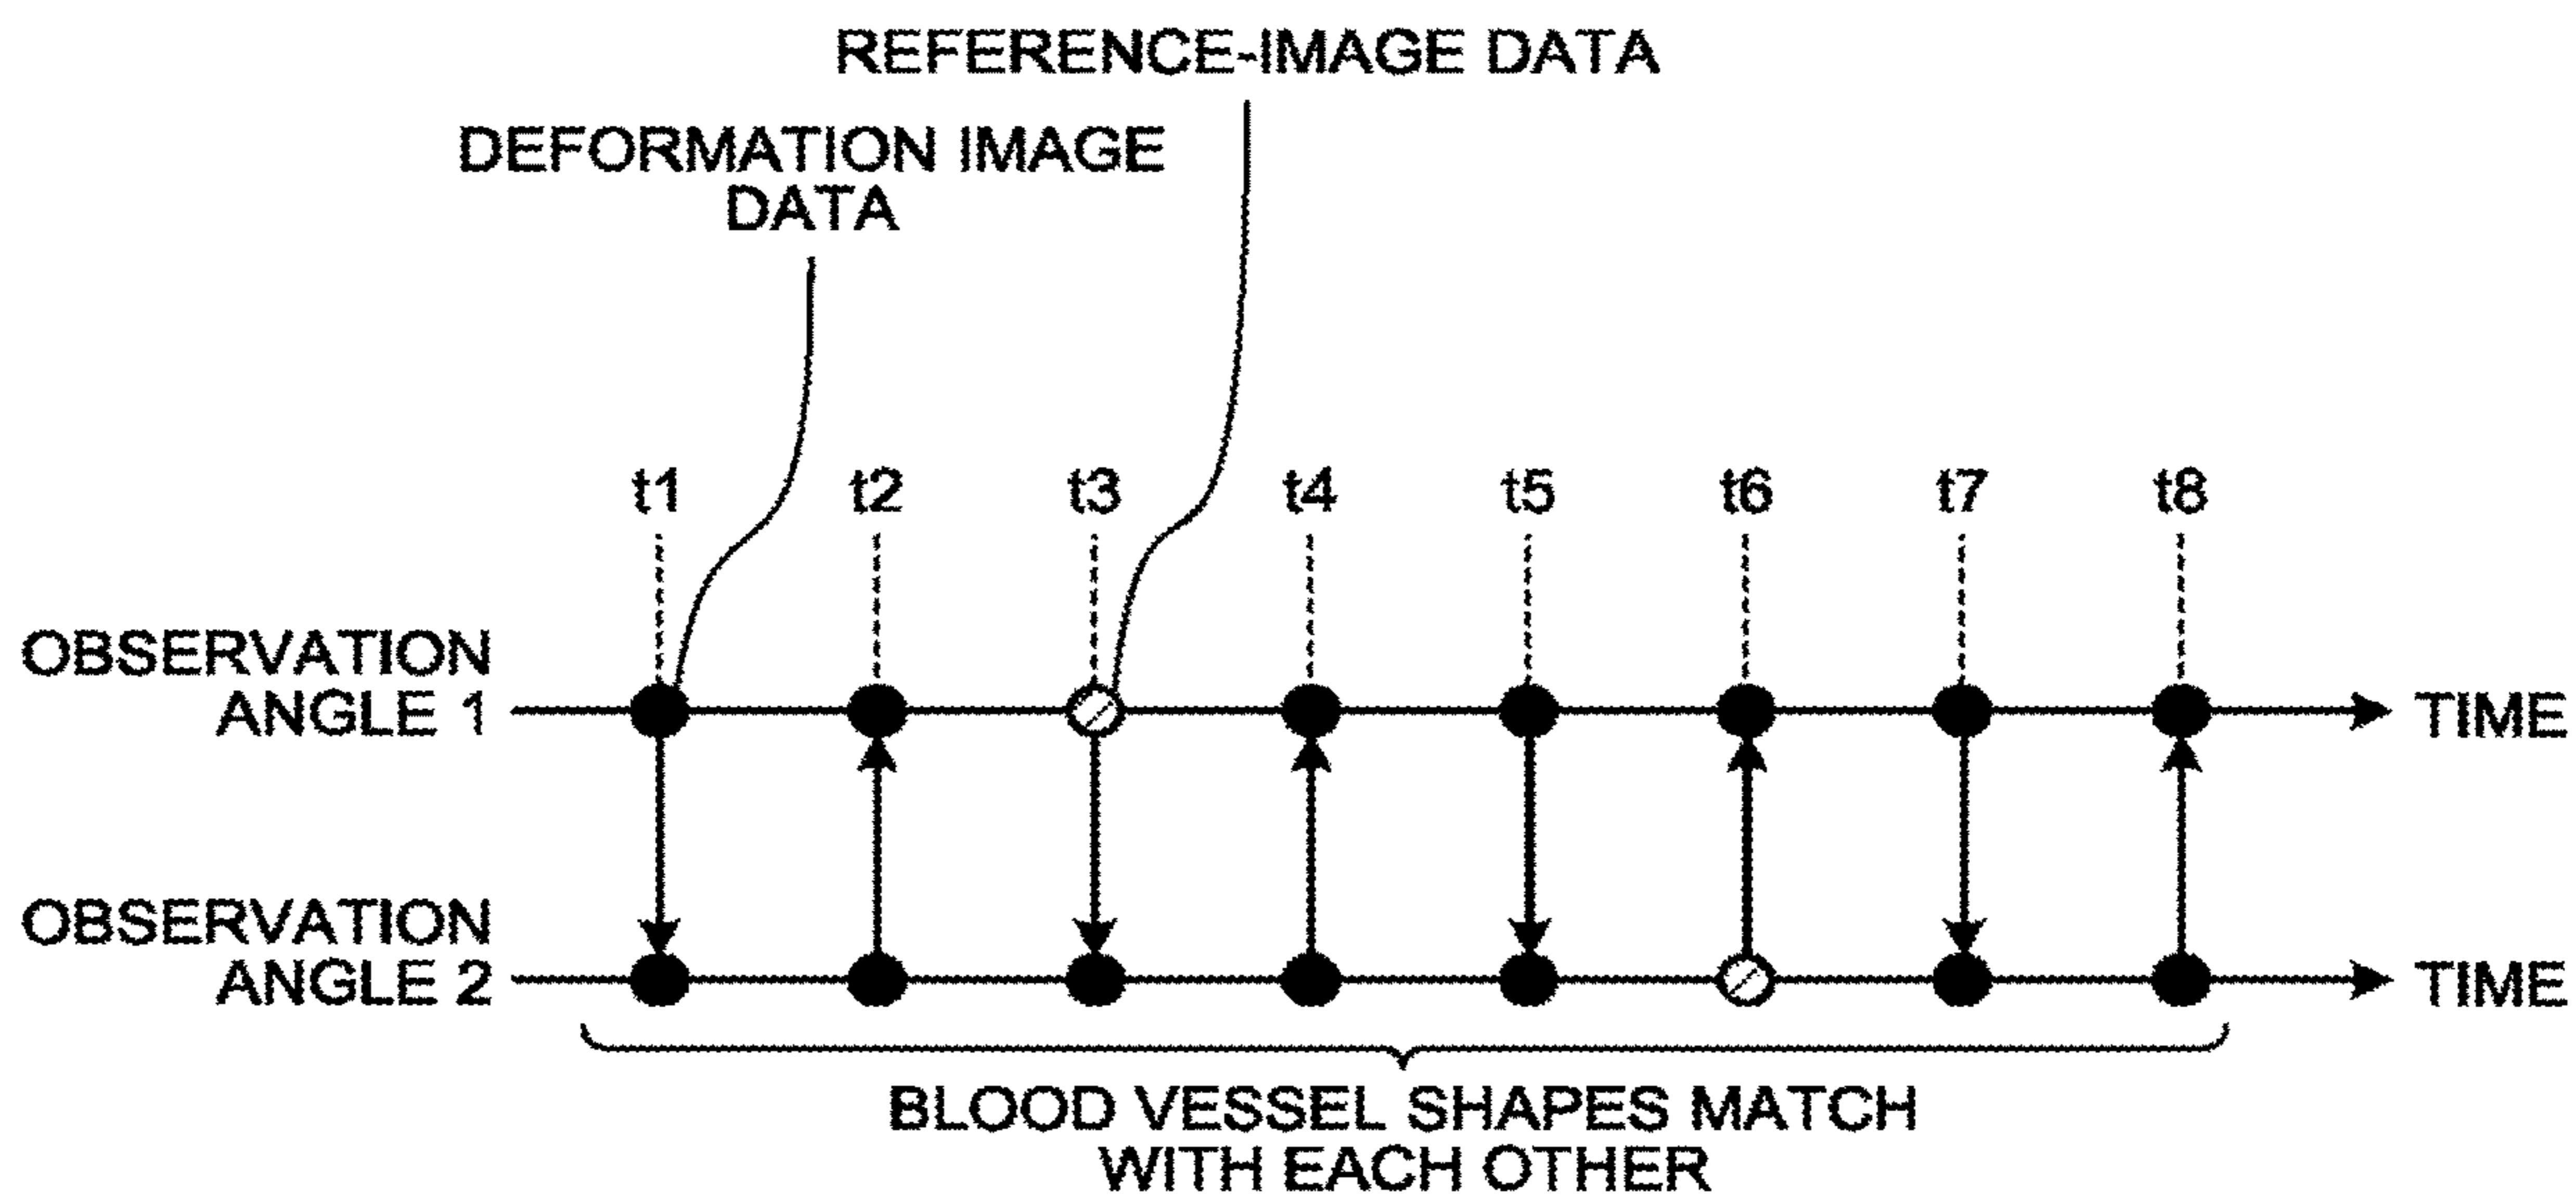 REFERENCE-IMAGE DATA
DEFORMATION IMAGE
DATA
t1 t2 t3 t4 t5 t6 t7 t8
OBSERVATION
ANGLE 1
TIME
OBSERVATION
ANGLE 2
TIME
BLOOD VESSEL SHAPES MATCH
WITH EACH OTHER